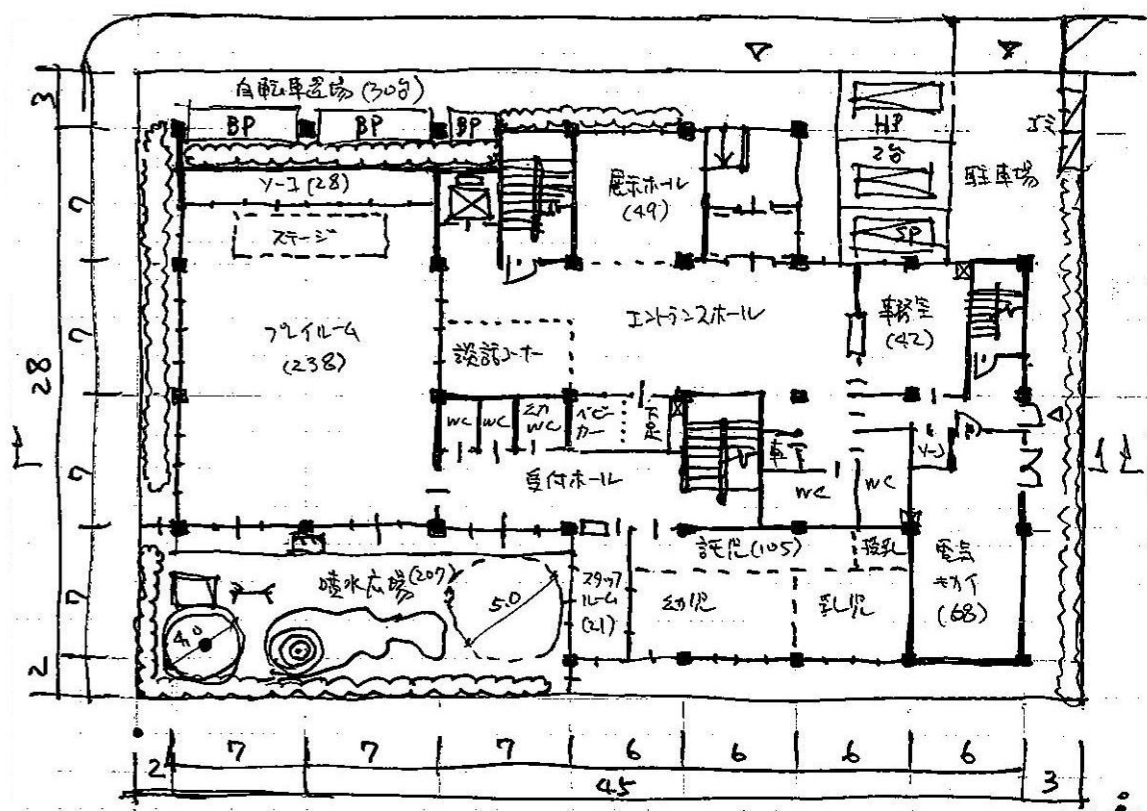 3
自転車置場 (30台)
BP
BP
BP
HP
2台
ゴミ
7
ソーコ (28)
ステージ
展示ホール
(49)
駐車場
SP
28
7
プレイルーム
(238)
談話コーナー
エントランスホール
事務室
(42)
7
WC
WC
幼児
WC
ベビー
カー
下足
受付ホール
WC
WC
ソーコ
託児 (105)
授乳
電気
キカイ
(68)
7
噴水広場 (207)
5.0
4.0
スタッフ
ルーム
(21)
幼児
乳児
2
2
7
7
7
6
6
6
6
3
45